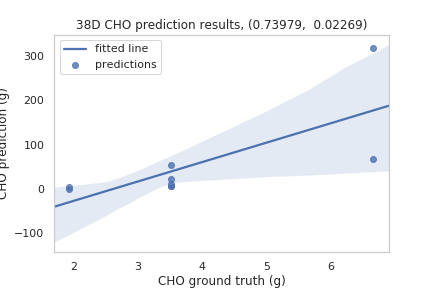 38D CHO prediction results, (0.73979,  0.02269)
fitted line
predictions
300
200
100
0
−100
CHO prediction (g)
2 3 4 5 6
CHO ground truth (g)